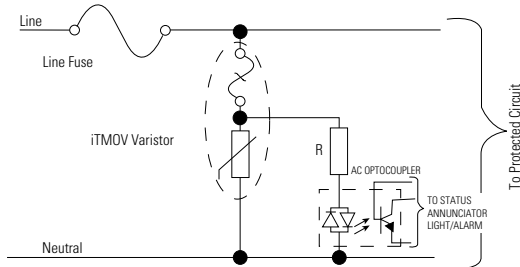 Line
Line Fuse
iTMOV Varistor
R
AC OPTOCOUPLER
TO STATUS
ANNUNCIATOR
LIGHT/ALARM
To Protected Circuit
Neutral